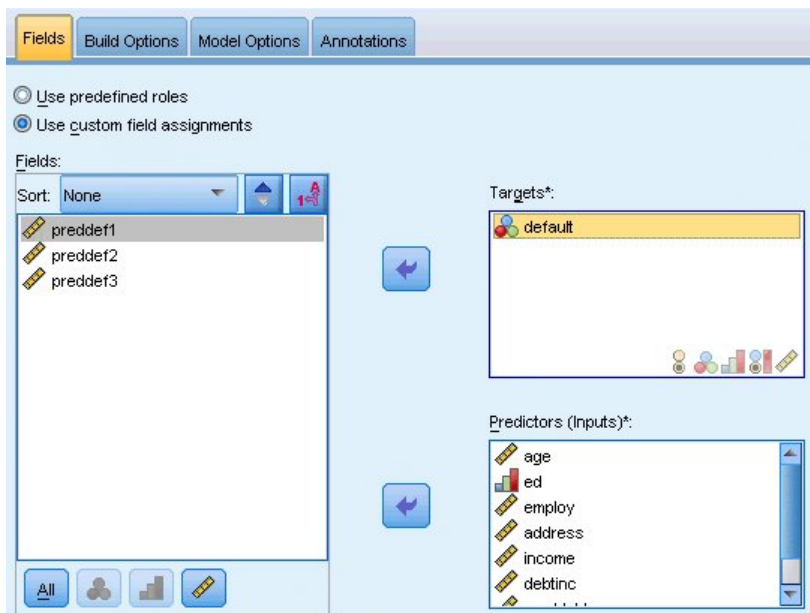 Fields
Build Options
Model Options
Annotations
Use predefined roles
Use custom field assignments
Fields:
Sort: None
preddef1
preddef2
preddef3
All
Targets*:
default
Predictors (Inputs)*:
age
ed
employ
address
income
debtinc